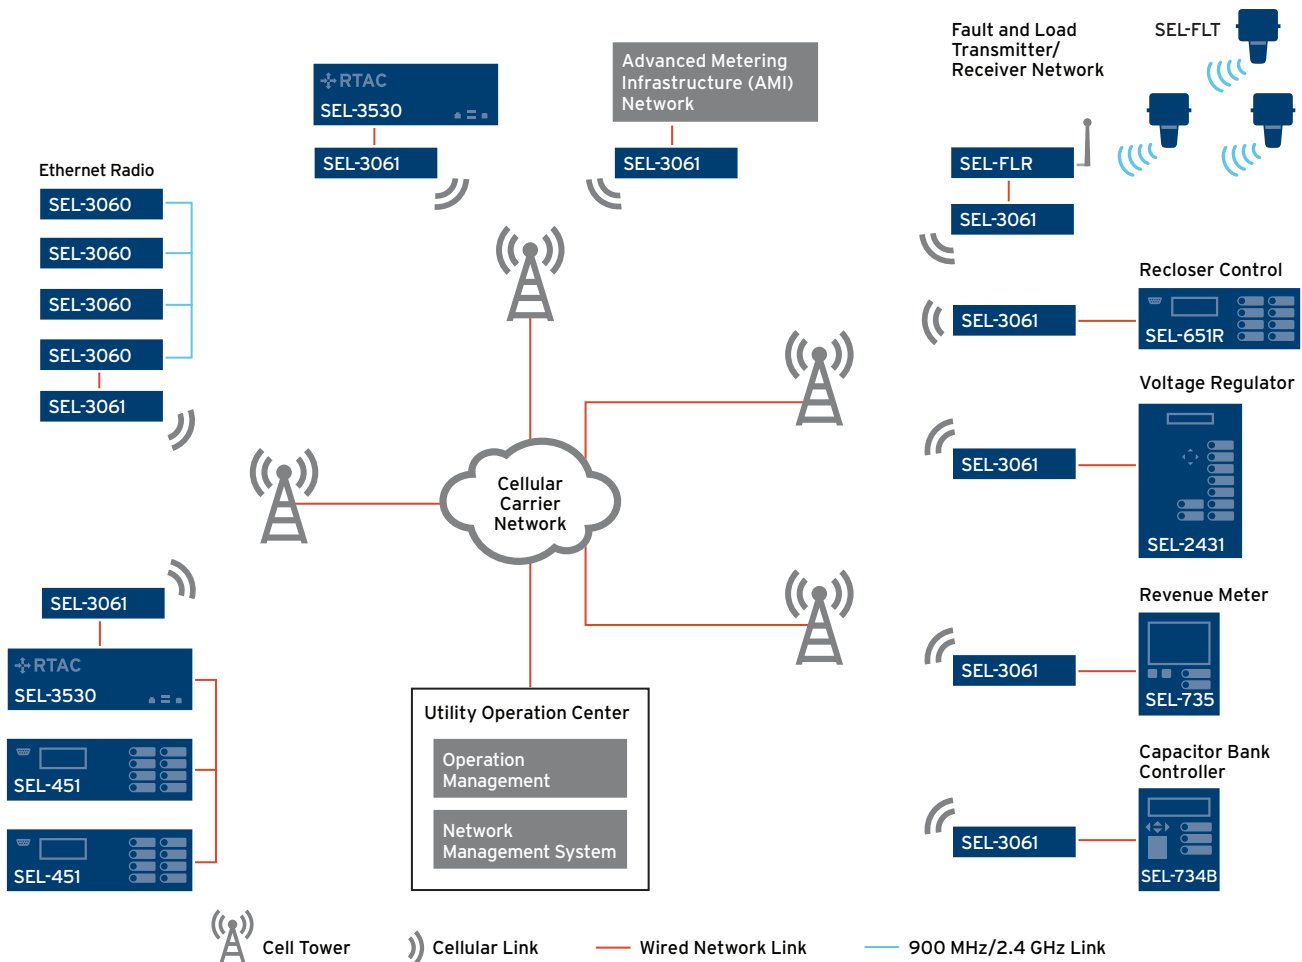 Fault and Load
Transmitter/
Receiver Network
SEL-FLT
RTAC
SEL-3530
Advanced Metering
Infrastructure (AMI)
Network
SEL-3061
SEL-3061
SEL-FLR
SEL-3061
Ethernet Radio
SEL-3060
SEL-3060
SEL-3060
SEL-3060
SEL-3061
Recloser Control
SEL-3061
SEL-651R
Voltage Regulator
SEL-3061
SEL-2431
Cellular
Carrier
Network
SEL-3061
RTAC
SEL-3530
SEL-451
SEL-451
Revenue Meter
SEL-3061
SEL-735
Capacitor Bank
Controller
SEL-3061
SEL-734B
Utility Operation Center
Operation
Management
Network
Management System
Cell Tower
Cellular Link
Wired Network Link
900 MHz/2.4 GHz Link